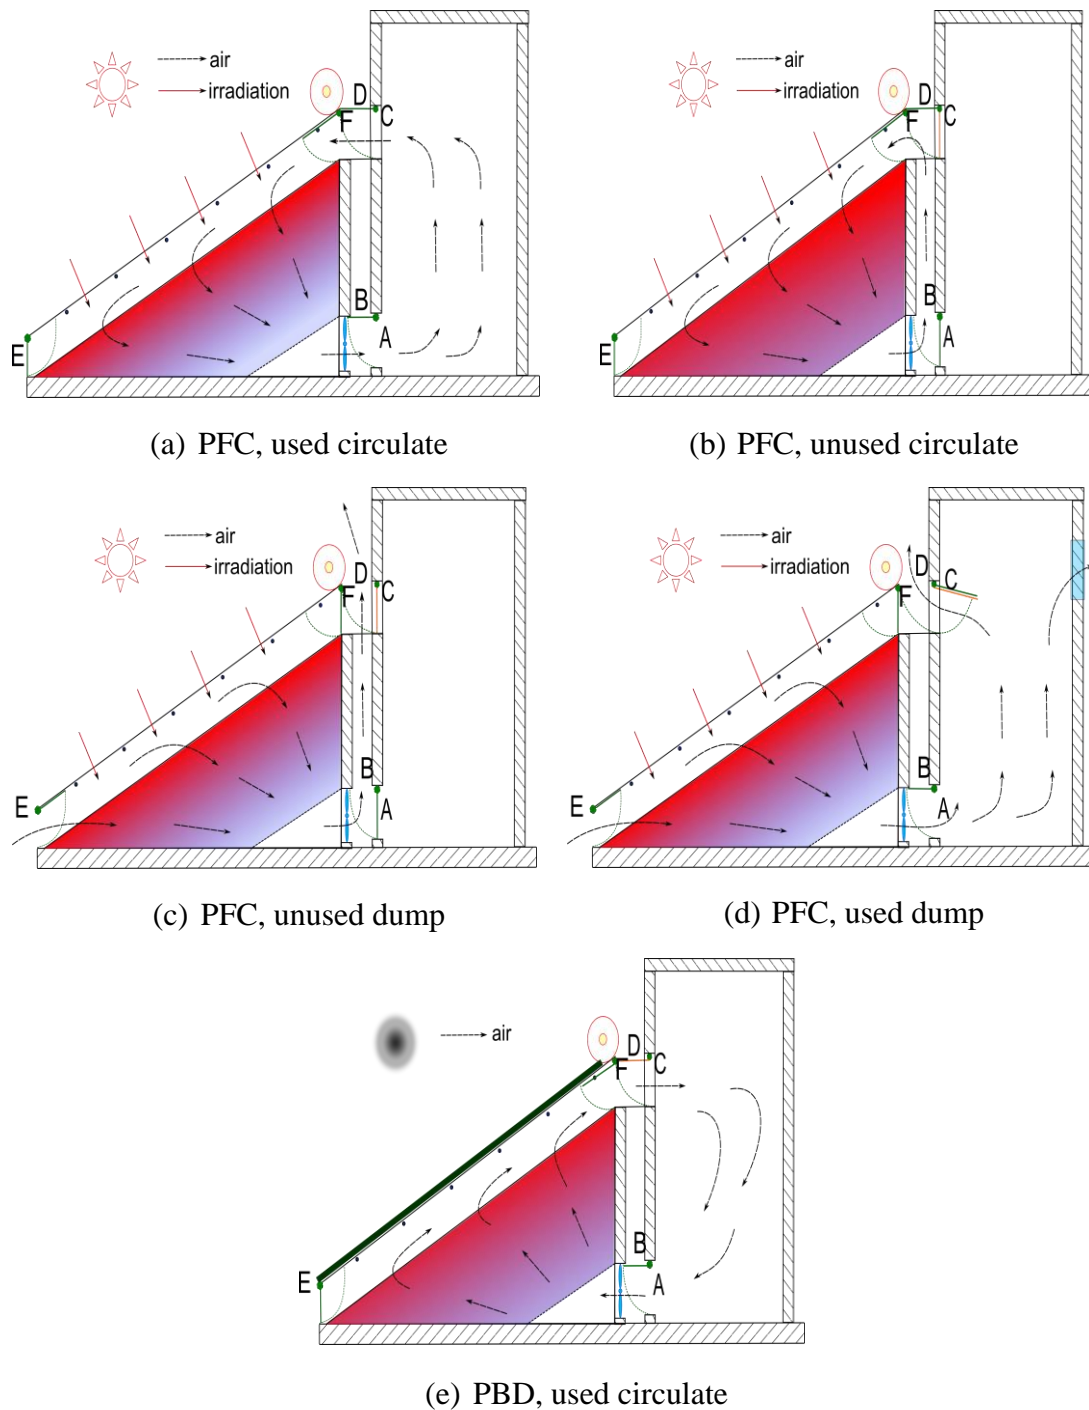 air
irradiation
D
C
F
B
A
E
(a) PFC, used circulate
air
irradiation
D
C
F
B
A
E
(b) PFC, unused circulate
air
irradiation
D
C
F
B
A
E
(c) PFC, unused dump
air
irradiation
D
C
F
B
A
E
(d) PFC, used dump
air
D
C
F
B
A
E
(e) PBD, used circulate